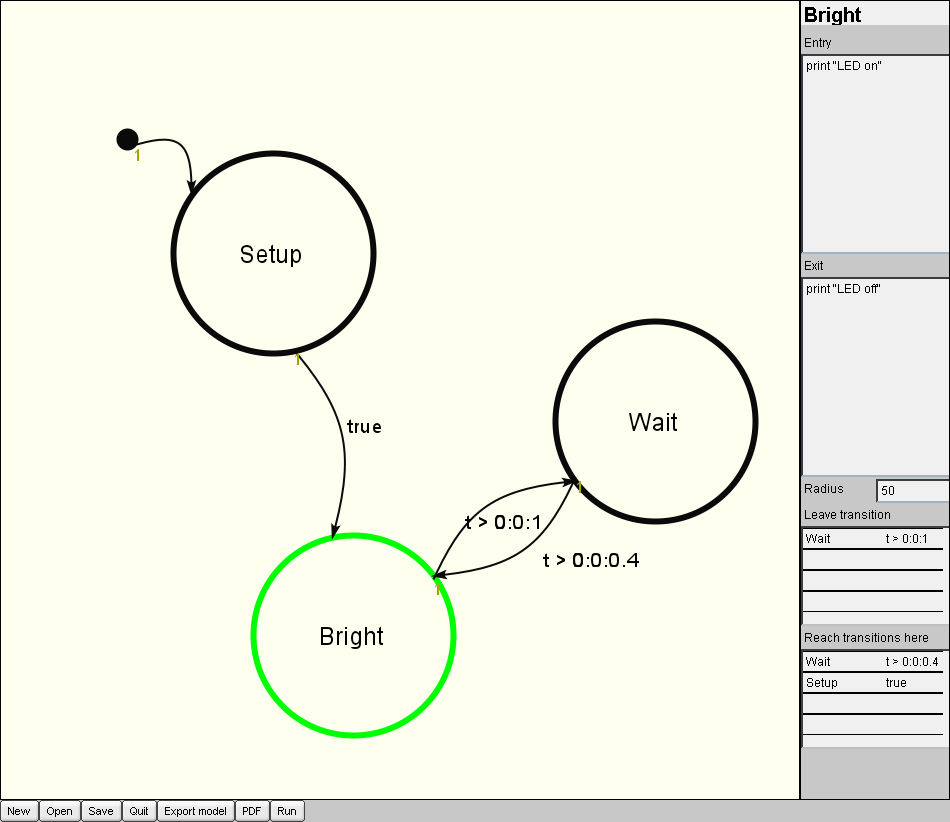 1
Setup
1
true
Wait
1
t > 0:0:1
t > 0:0:0.4
1
Bright
Bright
Entry
print "LED on"
Exit
print "LED off"
Radius 50
Leave transition
Wait t > 0:0:1
Reach transitions here
Wait t > 0:0:0.4
Setup true
New Open Save Quit Export model PDF Run